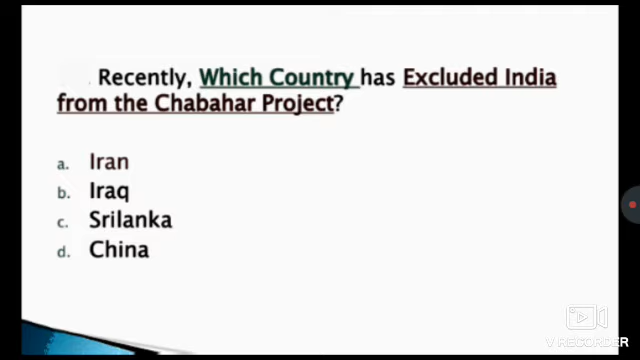 Recently, Which Country has Excluded India
from the Chabahar Project?
a. Iran
b. Iraq
c. Srilanka
d. China
V RECORDER